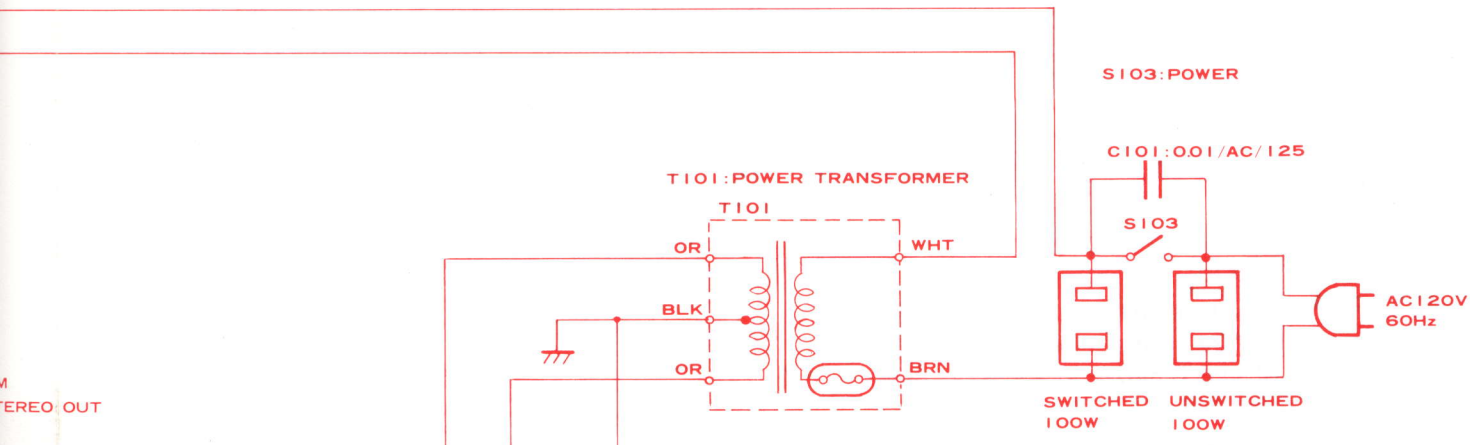 S103:POWER
C101:0.01/AC/125
T101:POWER TRANSFORMER
T101
S103
OR
WHT
BLK
AC120V
60Hz
OR
BRN
M
TEREO OUT
SWITCHED
100W
UNSWITCHED
100W